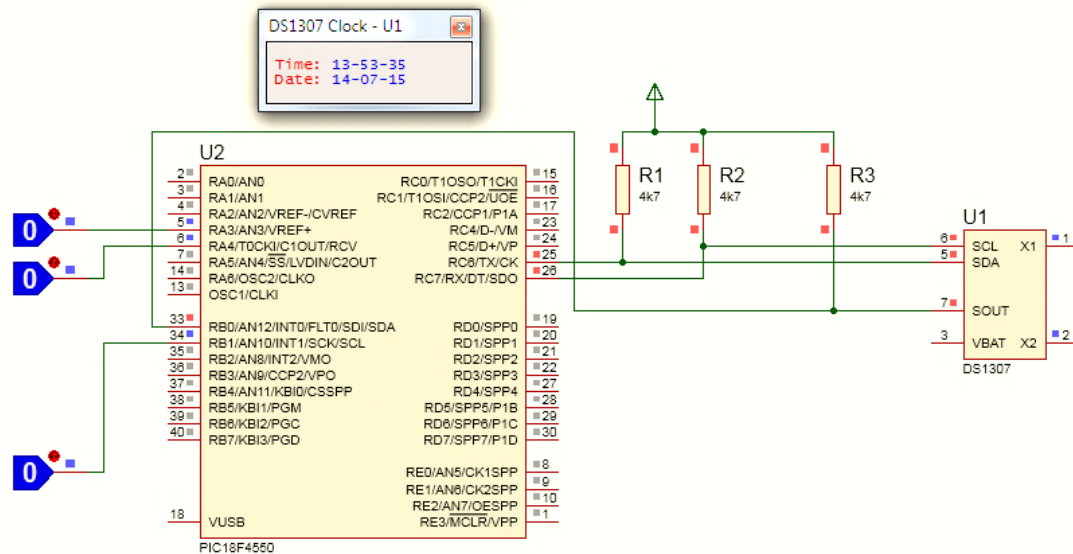 DS1307 Clock - U1
Time: 13-53-35
Date: 14-07-15
U2
2 RA0/AN0
3 RA1/AN1
4 RA2/AN2/VREF-/CVREF
5 RA3/AN3/VREF+
6 RA4/T0CKI/C1OUT/RCV
7 RA5/AN4/SS/LVDIN/C2OUT
14 RA6/OSC2/CLKO
13 OSC1/CLKI
33 RB0/AN12/INT0/FLT0/SDI/SDA
34 RB1/AN10/INT1/SCK/SCL
35 RB2/AN8/INT2/VMO
36 RB3/AN9/CCP2/VPO
37 RB4/AN11/KBI0/CSSPP
38 RB5/KBI1/PGM
39 RB6/KBI2/PGC
40 RB7/KBI3/PGD
18 VUSB
RC0/T1OSO/T1CKI 15
RC1/T1OSI/CCP2/UOE 16
RC2/CCP1/P1A 17
RC4/D-/VM 23
RC5/D+/VP 24
RC6/TX/CK 25
RC7/RX/DT/SDO 26
RD0/SPP0 19
RD1/SPP1 20
RD2/SPP2 21
RD3/SPP3 22
RD4/SPP4 27
RD5/SPP5/P1B 28
RD6/SPP6/P1C 29
RD7/SPP7/P1D 30
RE0/AN5/CK1SPP 8
RE1/AN6/CK2SPP 9
RE2/AN7/OESPP 10
RE3/MCLR/VPP 1
PIC18F4550
0
0
0
R1
4k7
R2
4k7
R3
4k7
U1
6 SCL X1 1
5 SDA
7 SOUT
3 VBAT X2 2
DS1307